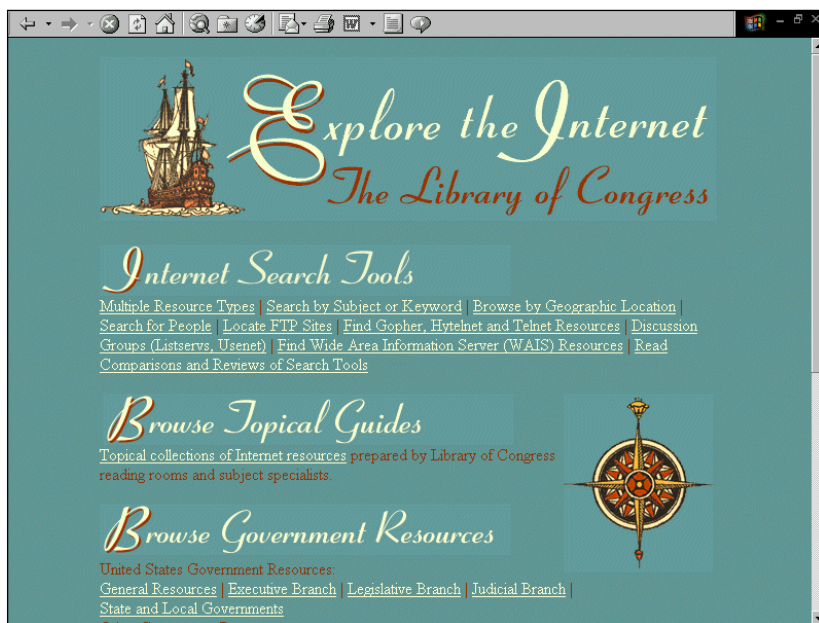 Explore the Internet
The Library of Congress
Internet Search Tools
Multiple Resource Types | Search by Subject or Keyword | Browse by Geographic Location |
Search for People | Locate FTP Sites | Find Gopher, Hytelnet and Telnet Resources | Discussion
Groups (Listservs, Usenet) | Find Wide Area Information Server (WAIS) Resources | Read
Comparisons and Reviews of Search Tools
Browse Topical Guides
Topical collections of Internet resources prepared by Library of Congress
reading rooms and subject specialists.
Browse Government Resources
United States Government Resources:
General Resources | Executive Branch | Legislative Branch | Judicial Branch |
State and Local Governments